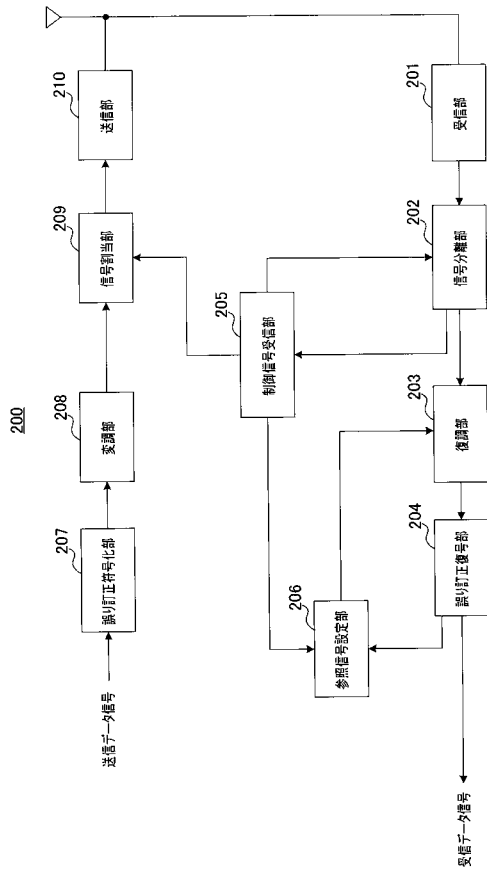 200
送信データ信号
207
誤り訂正符号化部
208
変調部
209
信号割当部
210
送信部
205
制御信号受信部
206
参照信号設定部
受信データ信号
204
誤り訂正復号部
203
復調部
202
信号分離部
201
受信部